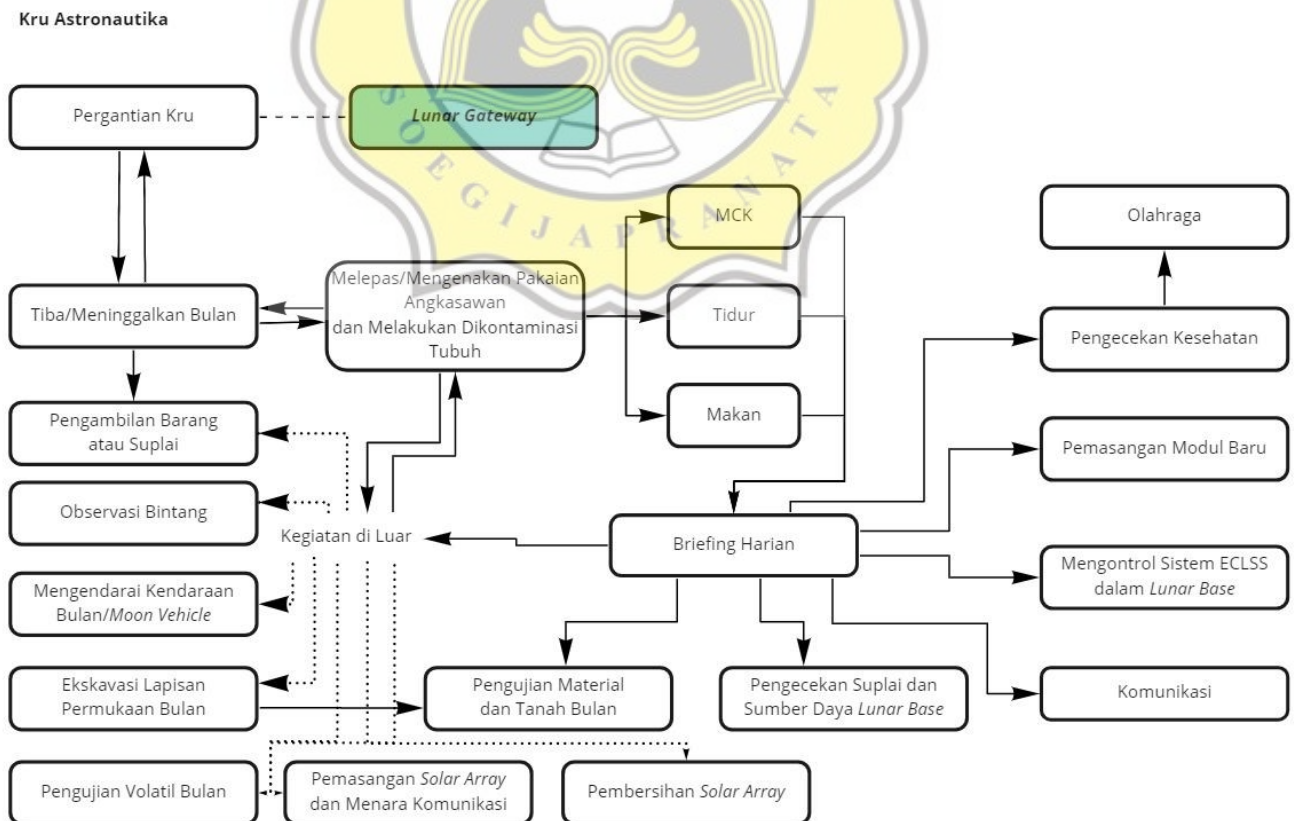 Kru Astronautika
Pergantian Kru
Lunar Gateway
SOEGIJAPRANATA
MCK
Olahraga
Melepas/Mengenakan Pakaian
Angkasawan
dan Melakukan Dikontaminasi
Tubuh
Tiba/Meninggalkan Bulan
Tidur
Pengecekan Kesehatan
Makan
Pengambilan Barang
atau Suplai
Pemasangan Modul Baru
Observasi Bintang
Kegiatan di Luar
Briefing Harian
Mengontrol Sistem ECLSS
dalam Lunar Base
Mengendarai Kendaraan
Bulan/Moon Vehicle
Ekskavasi Lapisan
Permukaan Bulan
Pengujian Material
dan Tanah Bulan
Pengecekan Suplai dan
Sumber Daya Lunar Base
Komunikasi
Pengujian Volatil Bulan
Pemasangan Solar Array
dan Menara Komunikasi
Pembersihan Solar Array